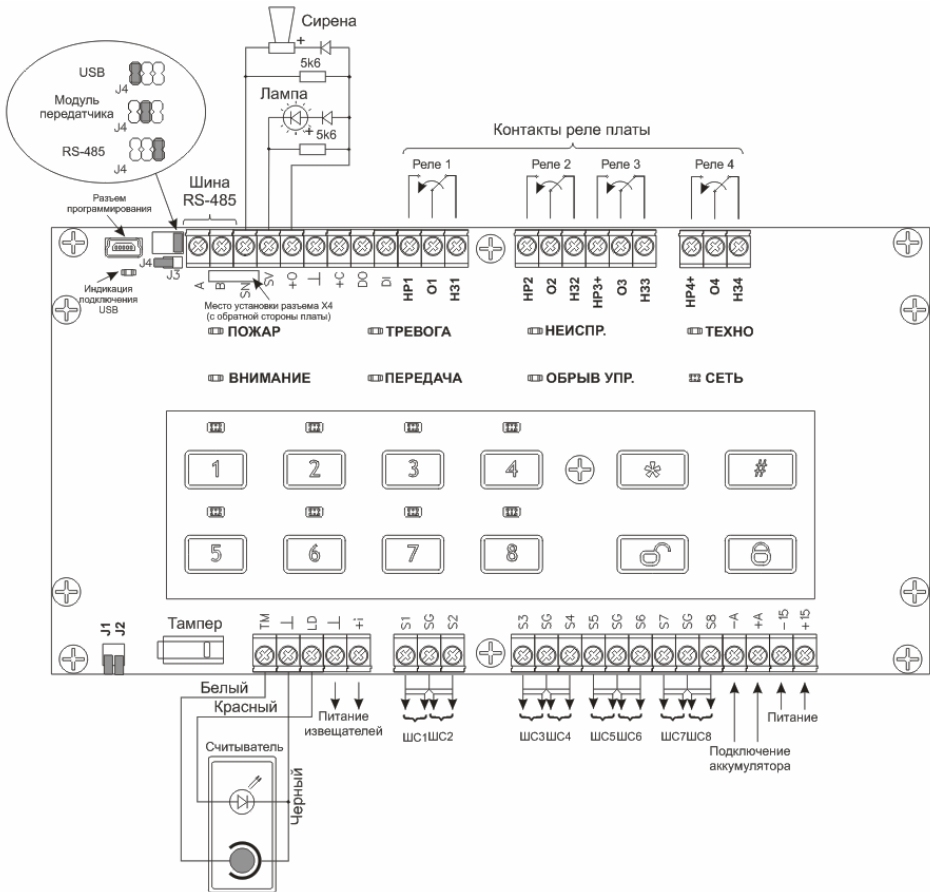 Сирена
+
5k6
Лампа
+
5k6
USB
J4
Модуль
передатчика
J4
RS-485
J4
Контакты реле платы
Реле 1
Реле 2
Реле 3
Реле 4
Шина
RS-485
Разъем
программирования
J4
J3
Индикация
подключения
USB
A
B
SN
SV
+O
⊥
+C
DO
DI
НР1
О1
НЗ1
НР2
О2
НЗ2
НР3+
О3
НЗ3
НР4+
О4
НЗ4
Место установки разъема X4
(с обратной стороны платы)
ПОЖАР
ТРЕВОГА
НЕИСПР.
ТЕХНО
ВНИМАНИЕ
ПЕРЕДАЧА
ОБРЫВ УПР.
СЕТЬ
1
2
3
4
*
#
5
6
7
8
J1
J2
Тампер
TM
⊥
LD
⊥
+i
S1
SG
S2
S3
SG
S4
S5
SG
S6
S7
SG
S8
–A
+A
–15
+15
Белый
Красный
Черный
Питание
извещателей
ШС1
ШС2
ШС3
ШС4
ШС5
ШС6
ШС7
ШС8
Питание
Подключение
аккумулятора
Считыватель